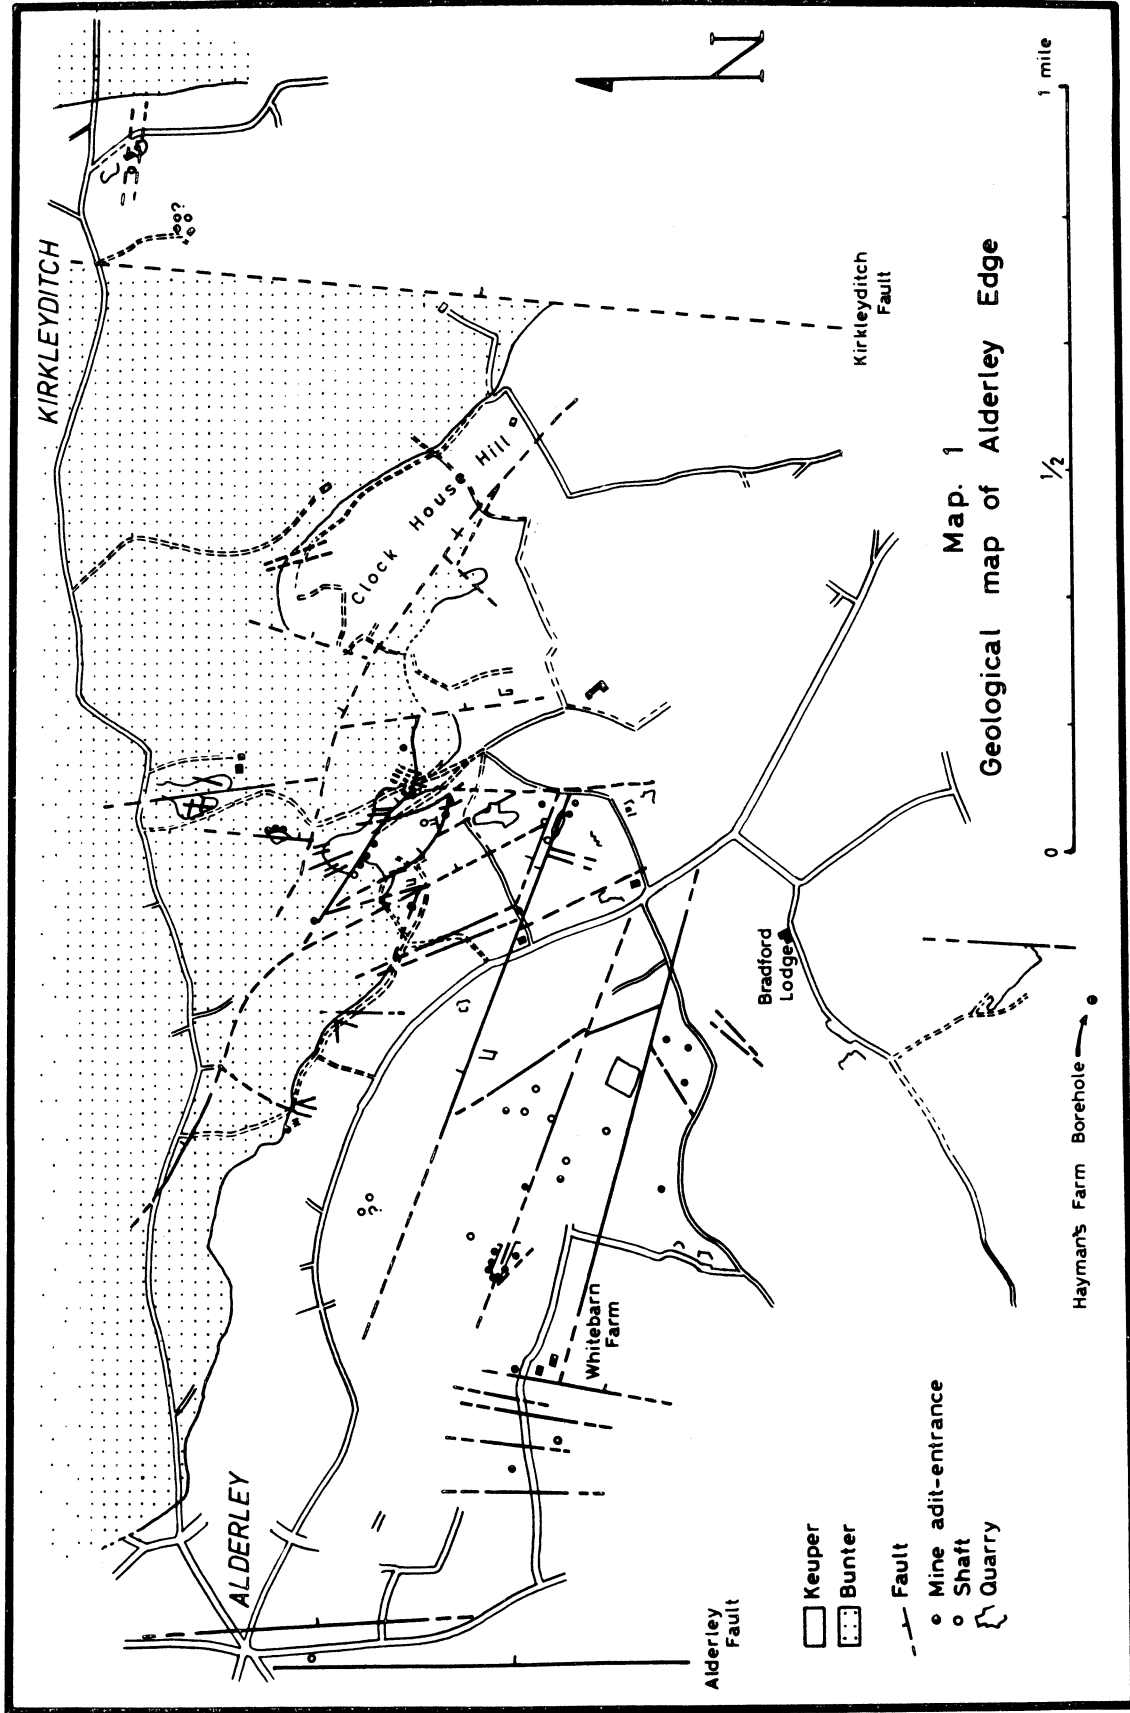 KIRKLEYDITCH
N
Clock House Hill
Kirkleyditch
Fault
ALDERLEY
?
?
Whitebarn
Farm
Bradford
Lodge
Alderley
Fault
Hayman's Farm Borehole
Keuper
Bunter
Fault
Mine adit-entrance
Shaft
Quarry
Map. 1
Geological map of Alderley Edge
0
1/2
1 mile